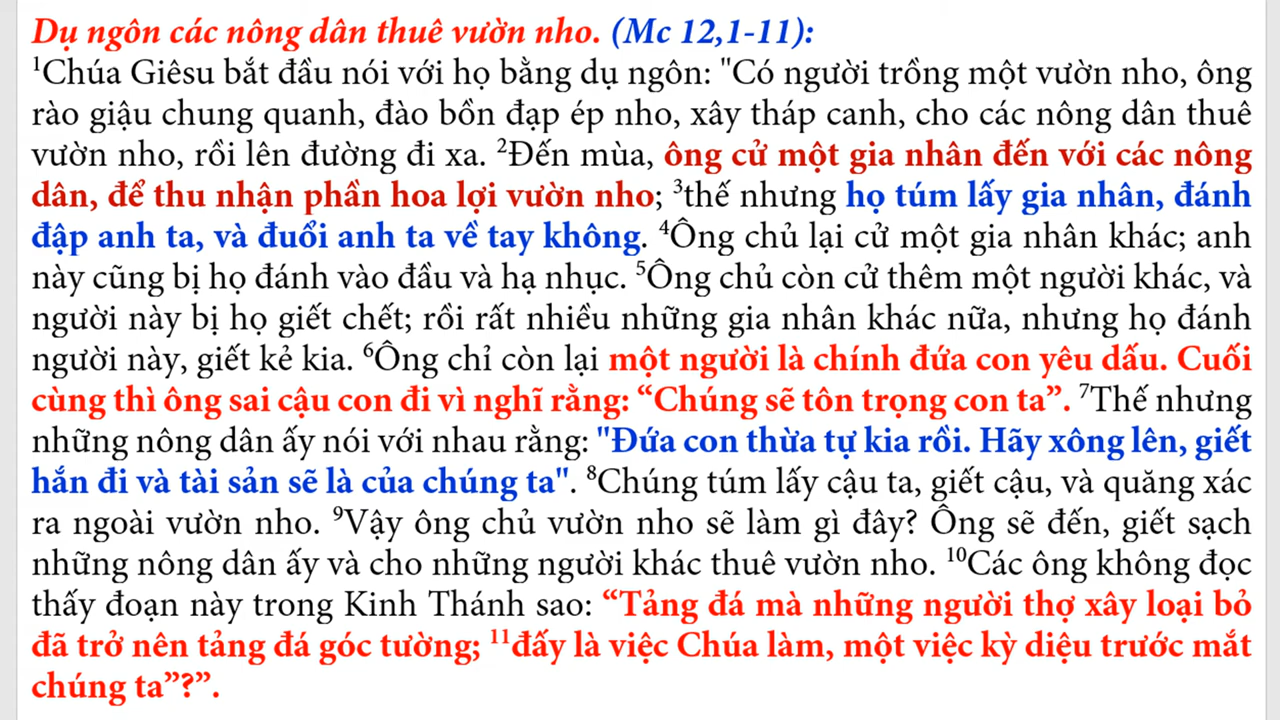 Dụ ngôn các nông dân thuê vườn nho. (Mc 12,1-11):
¹Chúa Giêsu bắt đầu nói với họ bằng dụ ngôn: "Có người trồng một vườn nho, ông
rào giậu chung quanh, đào bồn đạp ép nho, xây tháp canh, cho các nông dân thuê
vườn nho, rồi lên đường đi xa. ²Đến mùa, ông cử một gia nhân đến với các nông
dân, để thu nhận phần hoa lợi vườn nho; ³thế nhưng họ túm lấy gia nhân, đánh
đập anh ta, và đuổi anh ta về tay không. ⁴Ông chủ lại cử một gia nhân khác; anh
này cũng bị họ đánh vào đầu và hạ nhục. ⁵Ông chủ còn cử thêm một người khác, và
người này bị họ giết chết; rồi rất nhiều những gia nhân khác nữa, nhưng họ đánh
người này, giết kẻ kia. ⁶Ông chỉ còn lại một người là chính đứa con yêu dấu. Cuối
cùng thì ông sai cậu con đi vì nghĩ rằng: “Chúng sẽ tôn trọng con ta”. ⁷Thế nhưng
những nông dân ấy nói với nhau rằng: "Đứa con thừa tự kia rồi. Hãy xông lên, giết
hắn đi và tài sản sẽ là của chúng ta". ⁸Chúng túm lấy cậu ta, giết cậu, và quăng xác
ra ngoài vườn nho. ⁹Vậy ông chủ vườn nho sẽ làm gì đây? Ông sẽ đến, giết sạch
những nông dân ấy và cho những người khác thuê vườn nho. ¹⁰Các ông không đọc
thấy đoạn này trong Kinh Thánh sao: “Tảng đá mà những người thợ xây loại bỏ
đã trở nên tảng đá góc tường; ¹¹đấy là việc Chúa làm, một việc kỳ diệu trước mắt
chúng ta”?”.